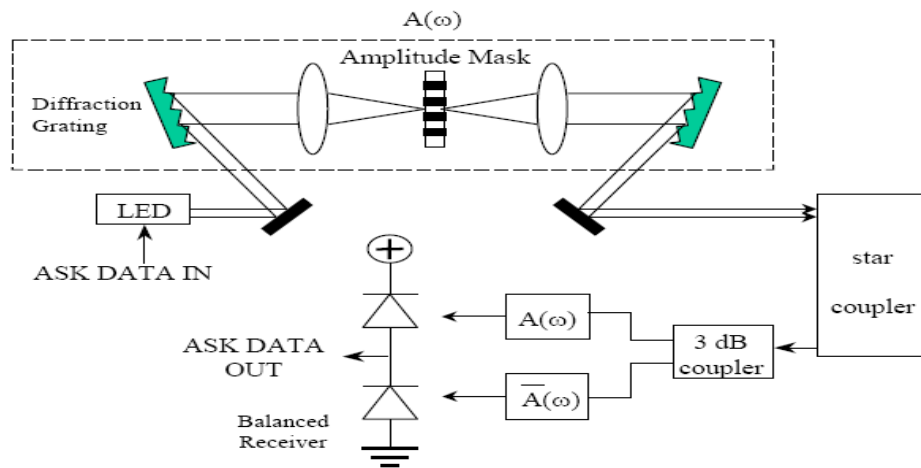 A(ω)
Amplitude Mask
Diffraction
Grating
LED
ASK DATA IN
star
coupler
+
A(ω)
3 dB
coupler
ASK DATA
OUT
A̅(ω)
Balanced
Receiver